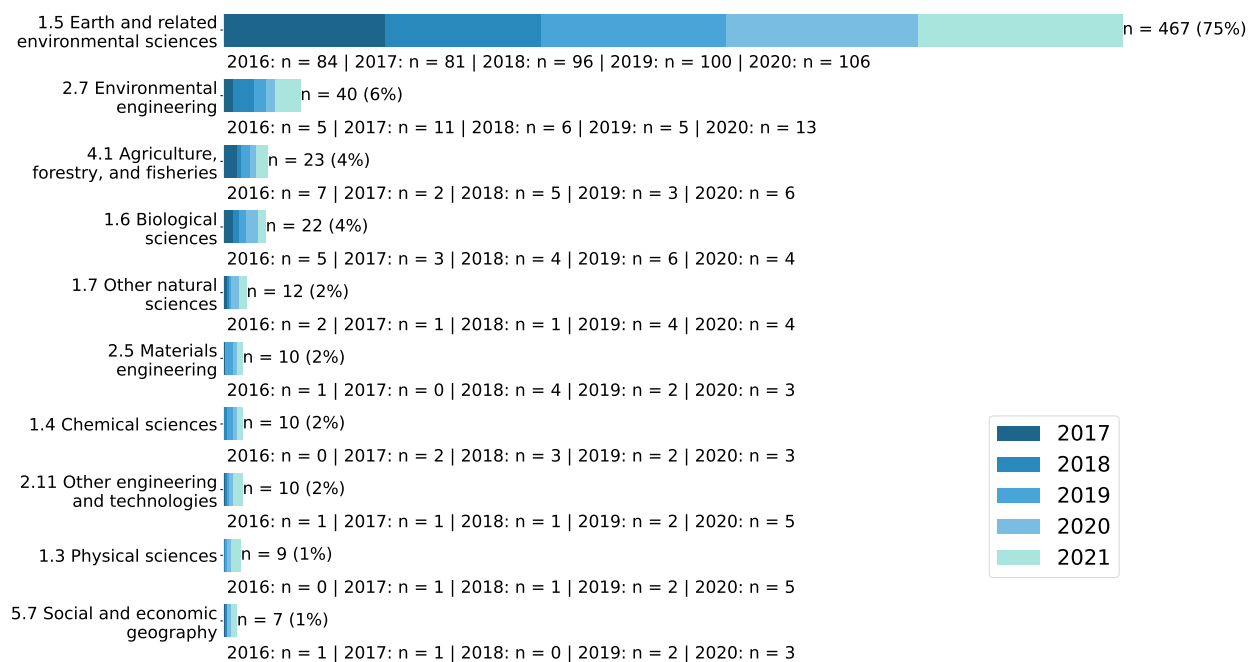 1.5 Earth and related
environmental sciences
n = 467 (75%)
2016: n = 84 | 2017: n = 81 | 2018: n = 96 | 2019: n = 100 | 2020: n = 106
2.7 Environmental
engineering
n = 40 (6%)
2016: n = 5 | 2017: n = 11 | 2018: n = 6 | 2019: n = 5 | 2020: n = 13
4.1 Agriculture,
forestry, and fisheries
n = 23 (4%)
2016: n = 7 | 2017: n = 2 | 2018: n = 5 | 2019: n = 3 | 2020: n = 6
1.6 Biological
sciences
n = 22 (4%)
2016: n = 5 | 2017: n = 3 | 2018: n = 4 | 2019: n = 6 | 2020: n = 4
1.7 Other natural
sciences
n = 12 (2%)
2016: n = 2 | 2017: n = 1 | 2018: n = 1 | 2019: n = 4 | 2020: n = 4
2.5 Materials
engineering
n = 10 (2%)
2016: n = 1 | 2017: n = 0 | 2018: n = 4 | 2019: n = 2 | 2020: n = 3
1.4 Chemical sciences
n = 10 (2%)
2016: n = 0 | 2017: n = 2 | 2018: n = 3 | 2019: n = 2 | 2020: n = 3
2.11 Other engineering
and technologies
n = 10 (2%)
2016: n = 1 | 2017: n = 1 | 2018: n = 1 | 2019: n = 2 | 2020: n = 5
1.3 Physical sciences
n = 9 (1%)
2016: n = 0 | 2017: n = 1 | 2018: n = 1 | 2019: n = 2 | 2020: n = 5
5.7 Social and economic
geography
n = 7 (1%)
2016: n = 1 | 2017: n = 1 | 2018: n = 0 | 2019: n = 2 | 2020: n = 3
2017
2018
2019
2020
2021